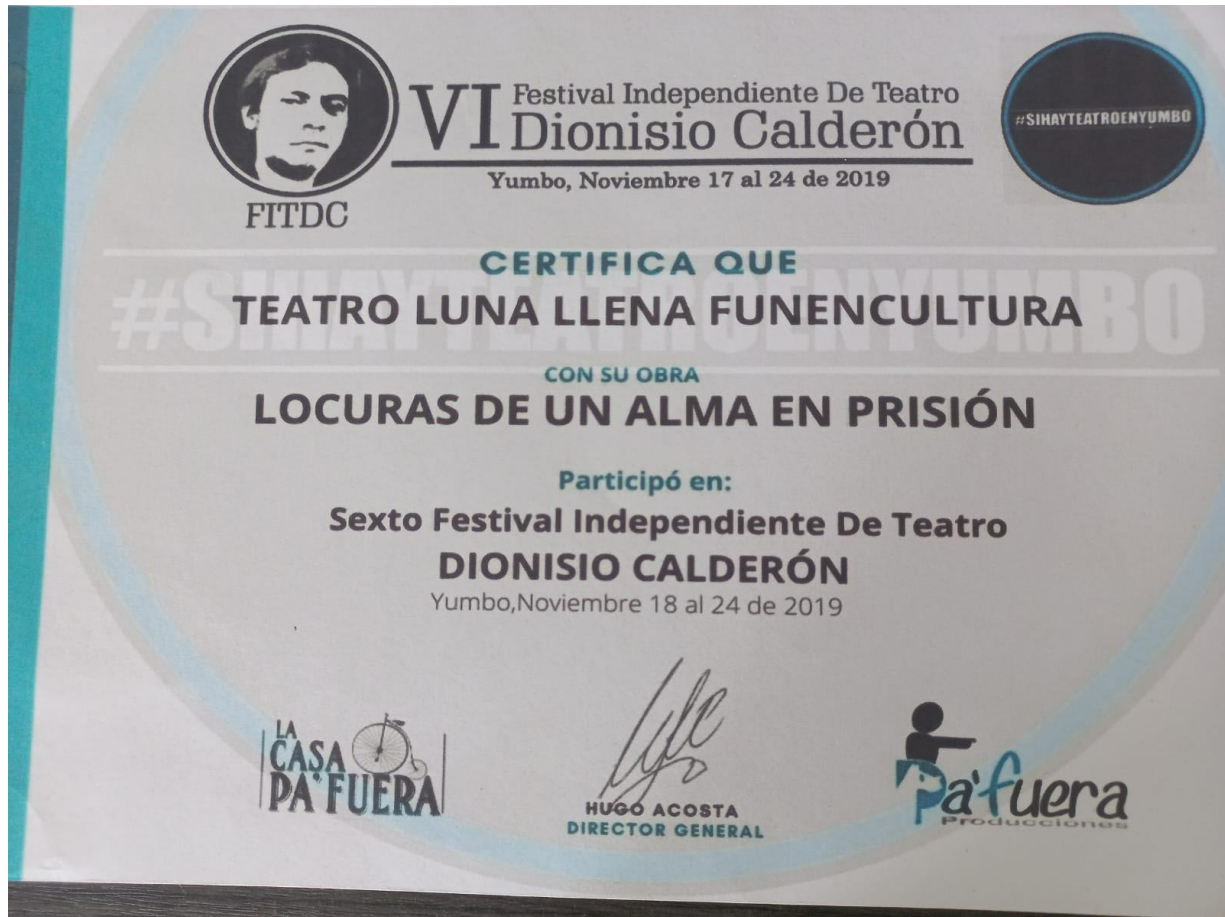 VI Festival Independiente De Teatro
Dionisio Calderón
Yumbo, Noviembre 17 al 24 de 2019
FITDC
#SIHAYTEATROENYUMBO
#SIHAYTEATROENYUMBO
CERTIFICA QUE
TEATRO LUNA LLENA FUNENCULTURA
CON SU OBRA
LOCURAS DE UN ALMA EN PRISIÓN
Participó en:
Sexto Festival Independiente De Teatro
DIONISIO CALDERÓN
Yumbo,Noviembre 18 al 24 de 2019
LA
CASA
PA'FUERA
HUGO ACOSTA
DIRECTOR GENERAL
Pa'fuera
Producciones